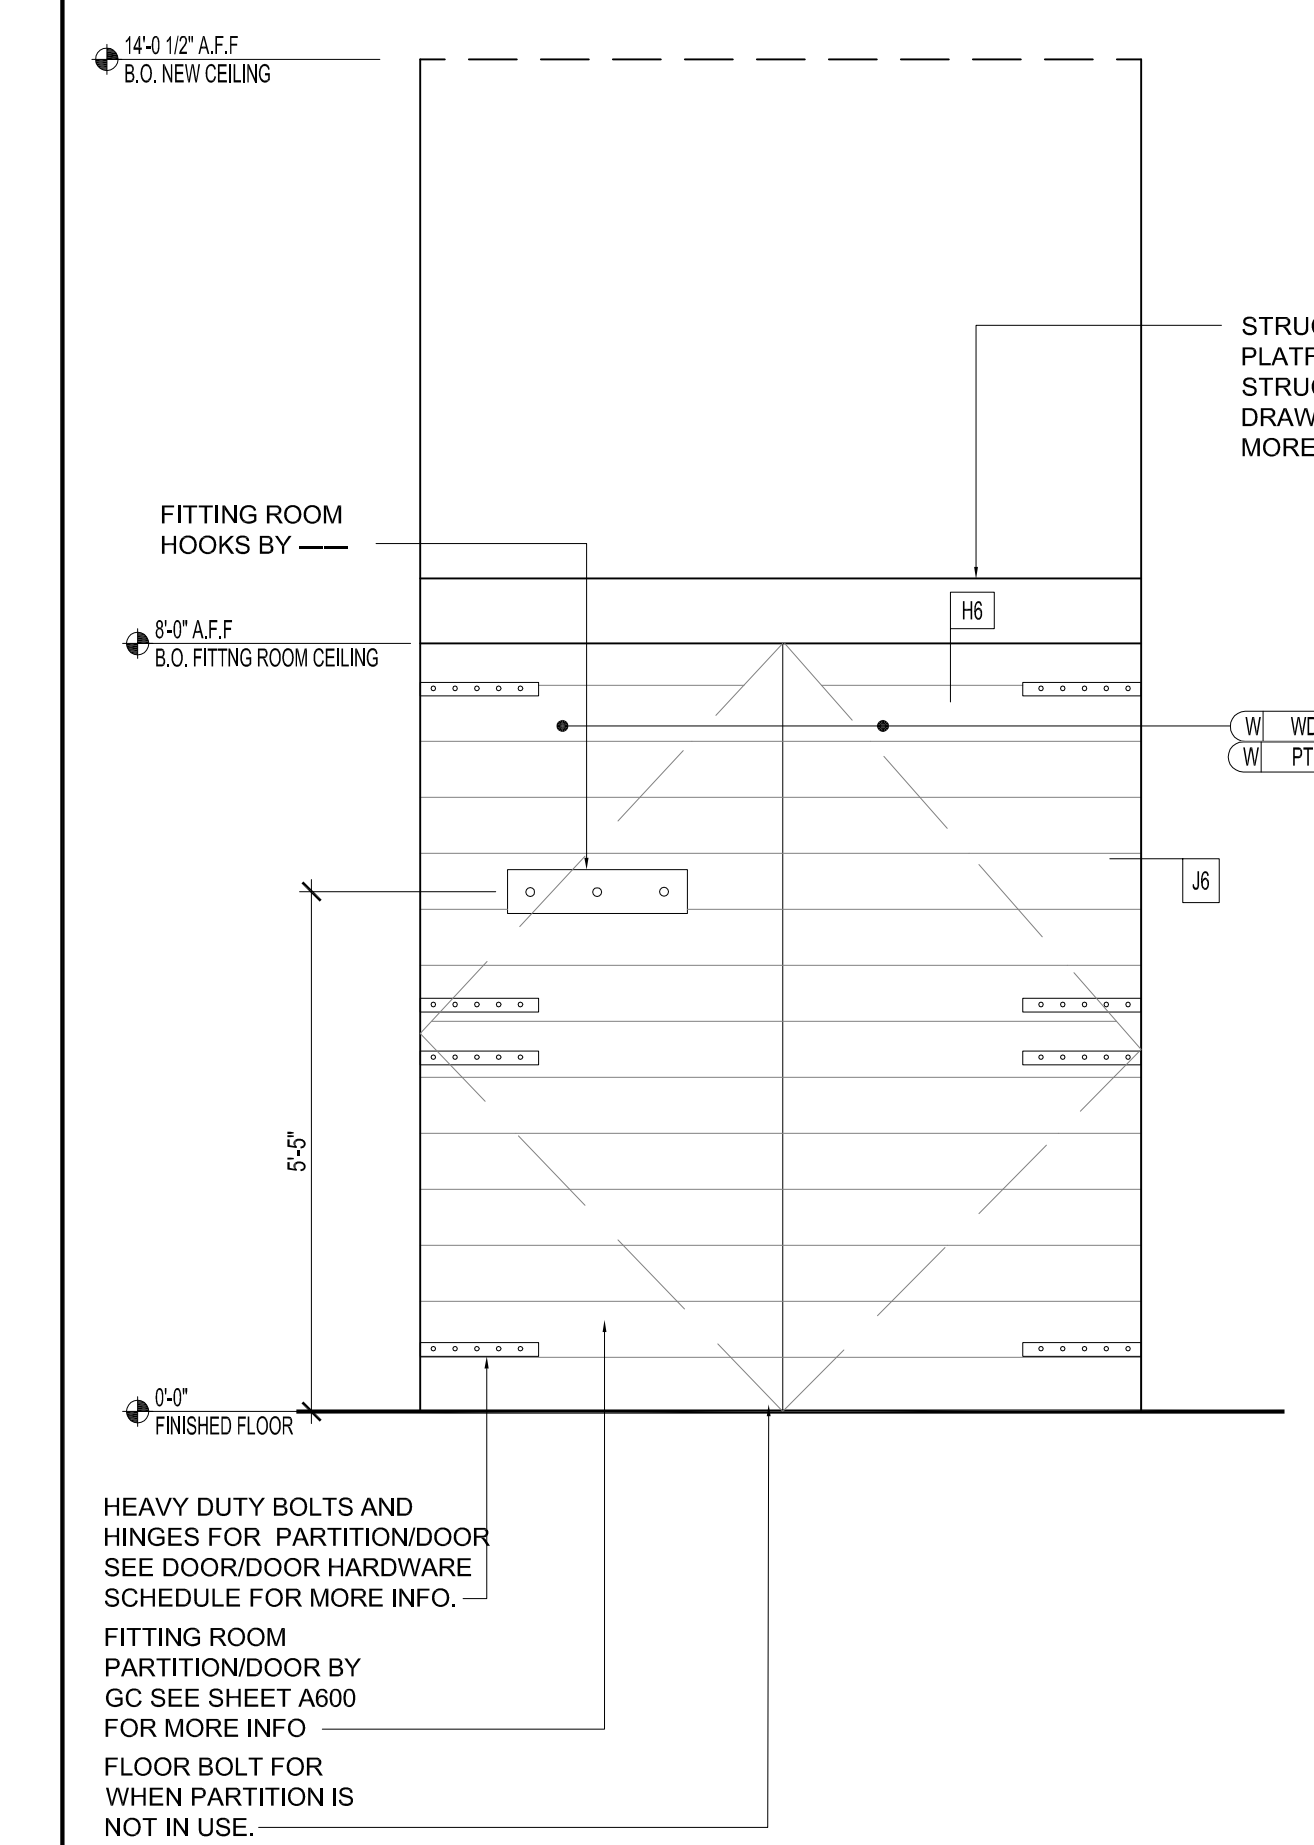 14'-0 1/2" A.F.F
B.O. NEW CEILING
STRU
PLAT
STRU
DRAW
MORE
FITTING ROOM
HOOKS BY ——
H6
8'-0" A.F.F
B.O. FITTNG ROOM CEILING
W WD
W PT
J6
5'-5"
0'-0"
FINISHED FLOOR
HEAVY DUTY BOLTS AND
HINGES FOR PARTITION/DOOR
SEE DOOR/DOOR HARDWARE
SCHEDULE FOR MORE INFO.
FITTING ROOM
PARTITION/DOOR BY
GC SEE SHEET A600
FOR MORE INFO
FLOOR BOLT FOR
WHEN PARTITION IS
NOT IN USE.